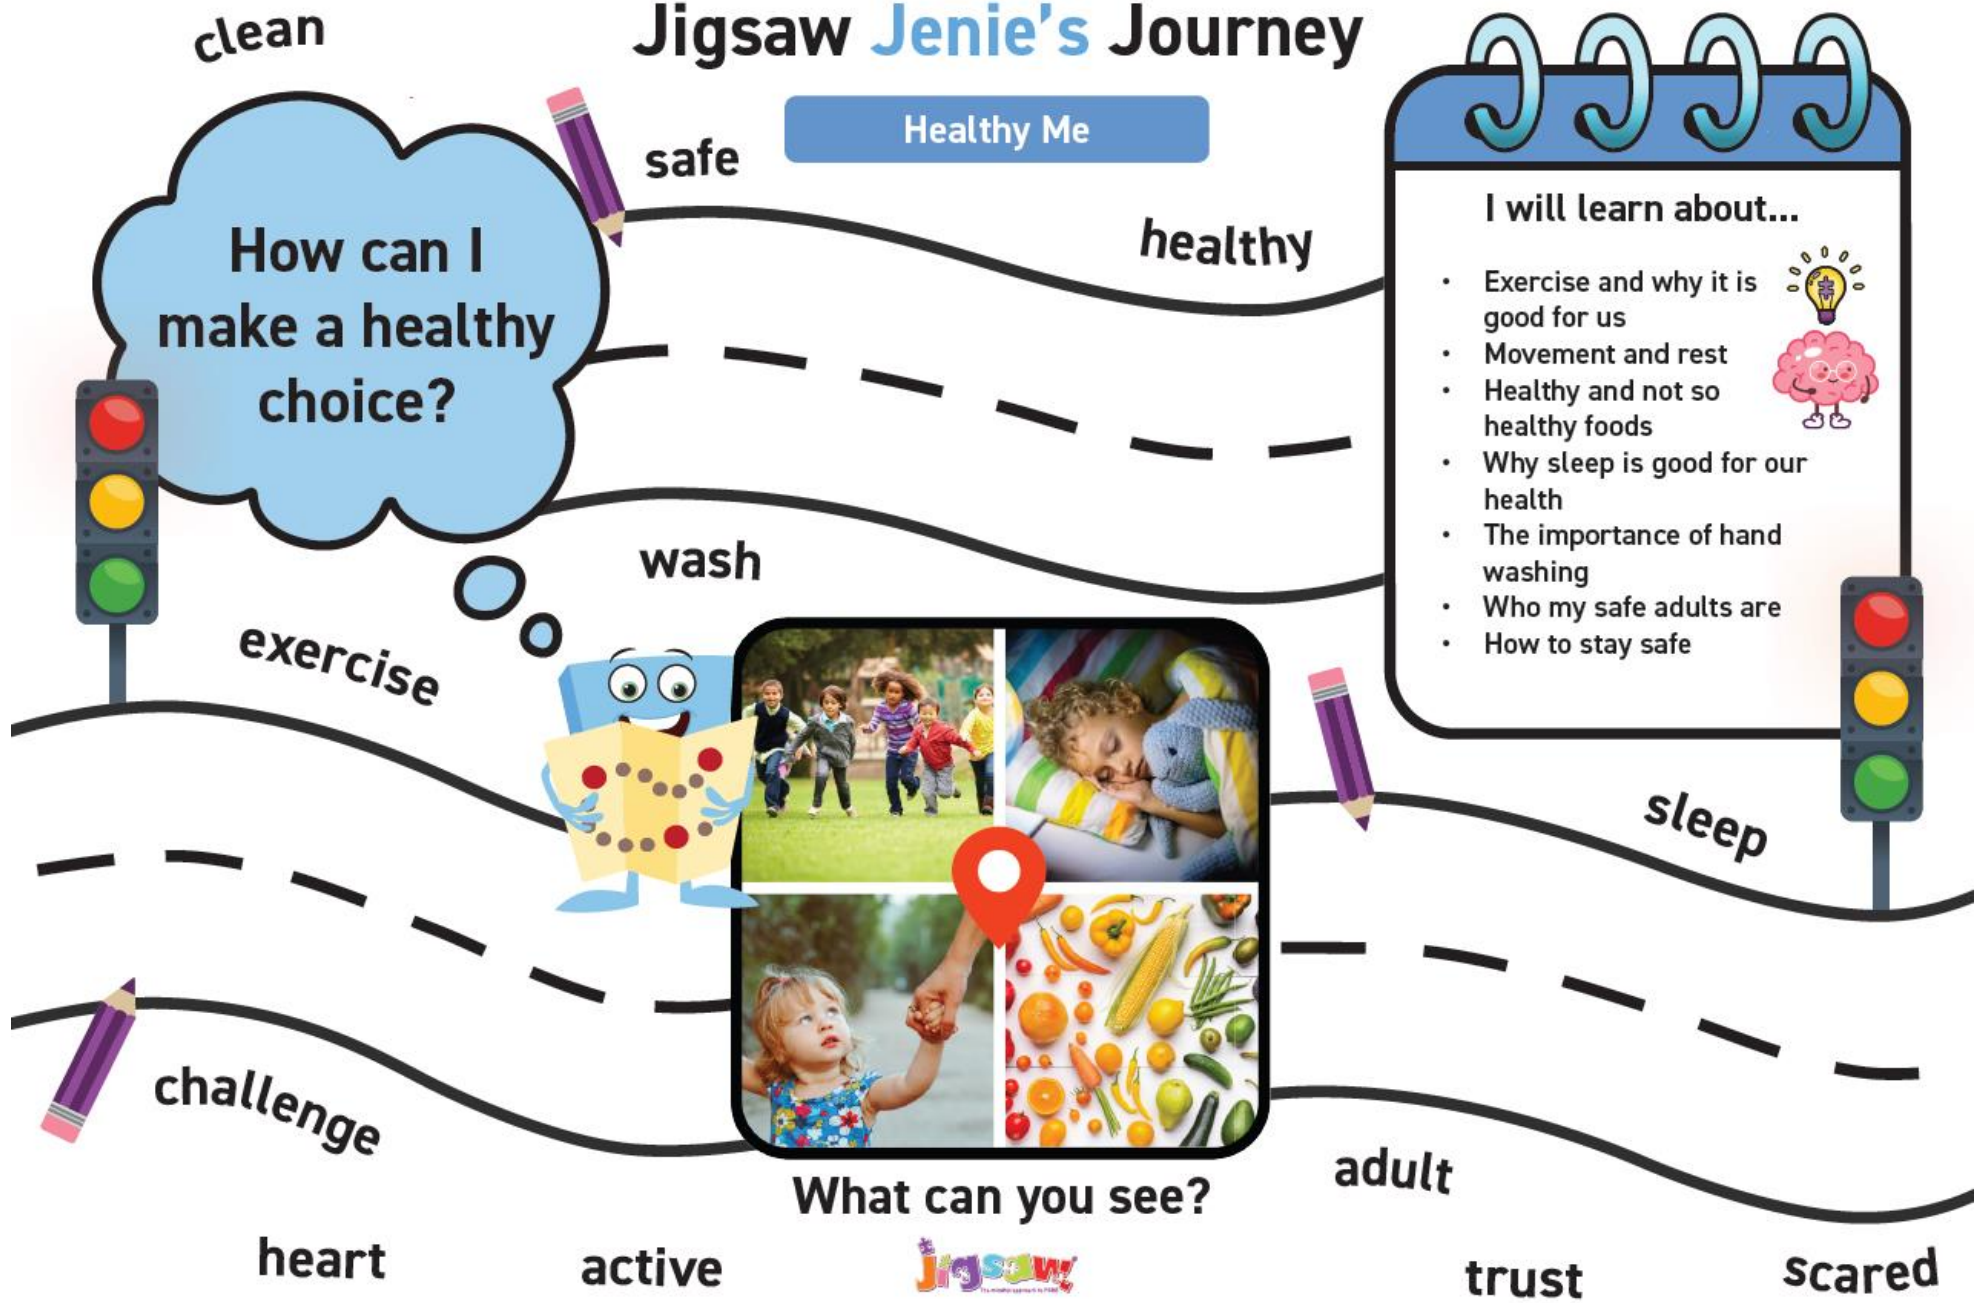 clean
Jigsaw Jenie's Journey
Healthy Me
safe
healthy
How can I
make a healthy
choice?
I will learn about...
• Exercise and why it is
good for us
• Movement and rest
• Healthy and not so
healthy foods
• Why sleep is good for our
health
• The importance of hand
washing
• Who my safe adults are
• How to stay safe
wash
exercise
sleep
challenge
What can you see?
adult
heart
active
jigsaw
trust
scared